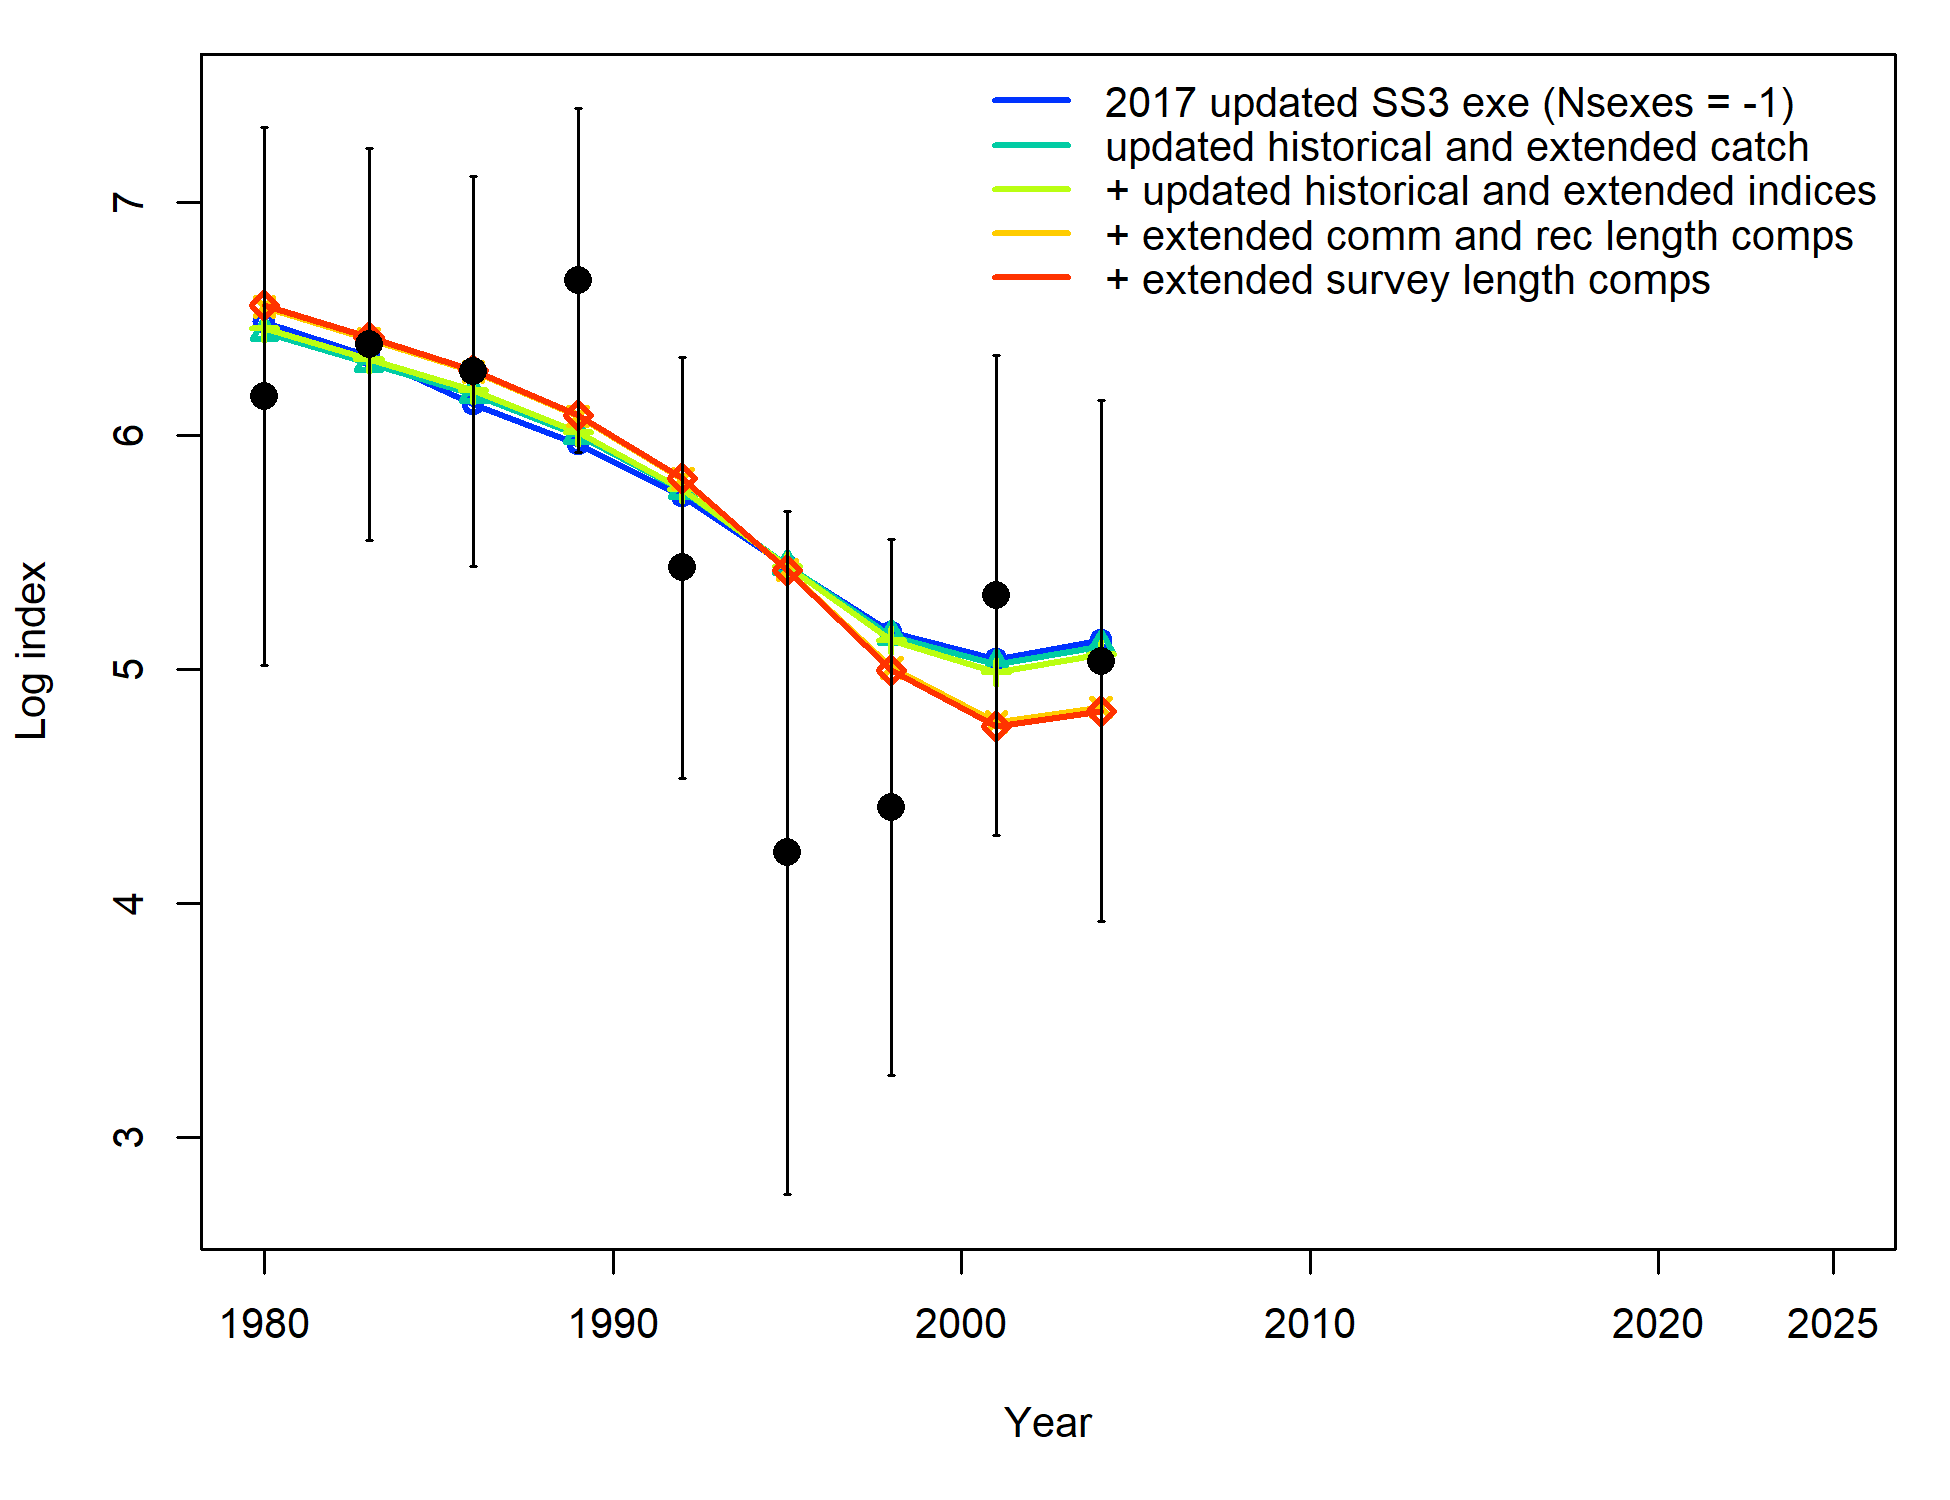 2017 updated SS3 exe (Nsexes = -1)
updated historical and extended catch
+ updated historical and extended indices
+ extended comm and rec length comps
+ extended survey length comps
7
6
5
4
3
Log index
1980
1990
2000
2010
2020
2025
Year